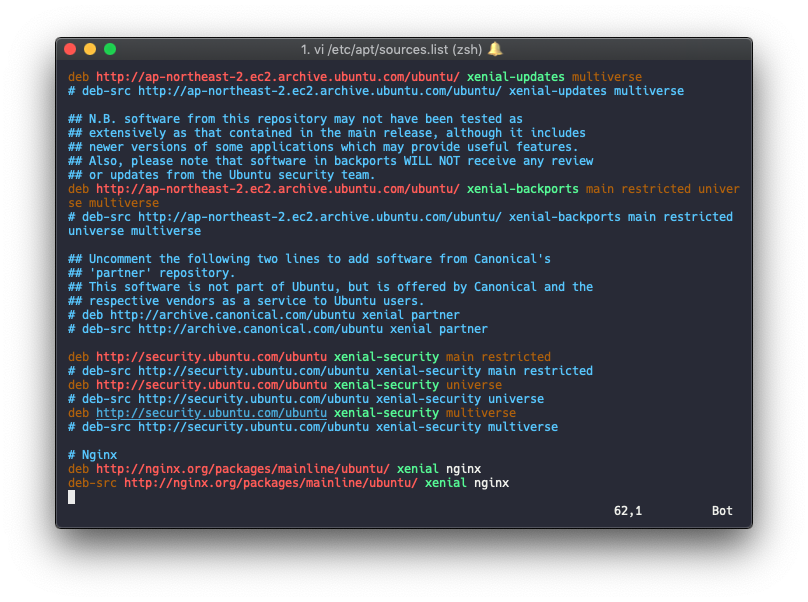 1. vi /etc/apt/sources.list (zsh) 🔔
deb http://ap-northeast-2.ec2.archive.ubuntu.com/ubuntu/ xenial-updates multiverse
# deb-src http://ap-northeast-2.ec2.archive.ubuntu.com/ubuntu/ xenial-updates multiverse
## N.B. software from this repository may not have been tested as
## extensively as that contained in the main release, although it includes
## newer versions of some applications which may provide useful features.
## Also, please note that software in backports WILL NOT receive any review
## or updates from the Ubuntu security team.
deb http://ap-northeast-2.ec2.archive.ubuntu.com/ubuntu/ xenial-backports main restricted univer
se multiverse
# deb-src http://ap-northeast-2.ec2.archive.ubuntu.com/ubuntu/ xenial-backports main restricted
universe multiverse
## Uncomment the following two lines to add software from Canonical's
## 'partner' repository.
## This software is not part of Ubuntu, but is offered by Canonical and the
## respective vendors as a service to Ubuntu users.
# deb http://archive.canonical.com/ubuntu xenial partner
# deb-src http://archive.canonical.com/ubuntu xenial partner
deb http://security.ubuntu.com/ubuntu xenial-security main restricted
# deb-src http://security.ubuntu.com/ubuntu xenial-security main restricted
deb http://security.ubuntu.com/ubuntu xenial-security universe
# deb-src http://security.ubuntu.com/ubuntu xenial-security universe
deb http://security.ubuntu.com/ubuntu xenial-security multiverse
# deb-src http://security.ubuntu.com/ubuntu xenial-security multiverse
# Nginx
deb http://nginx.org/packages/mainline/ubuntu/ xenial nginx
deb-src http://nginx.org/packages/mainline/ubuntu/ xenial nginx
62,1 Bot